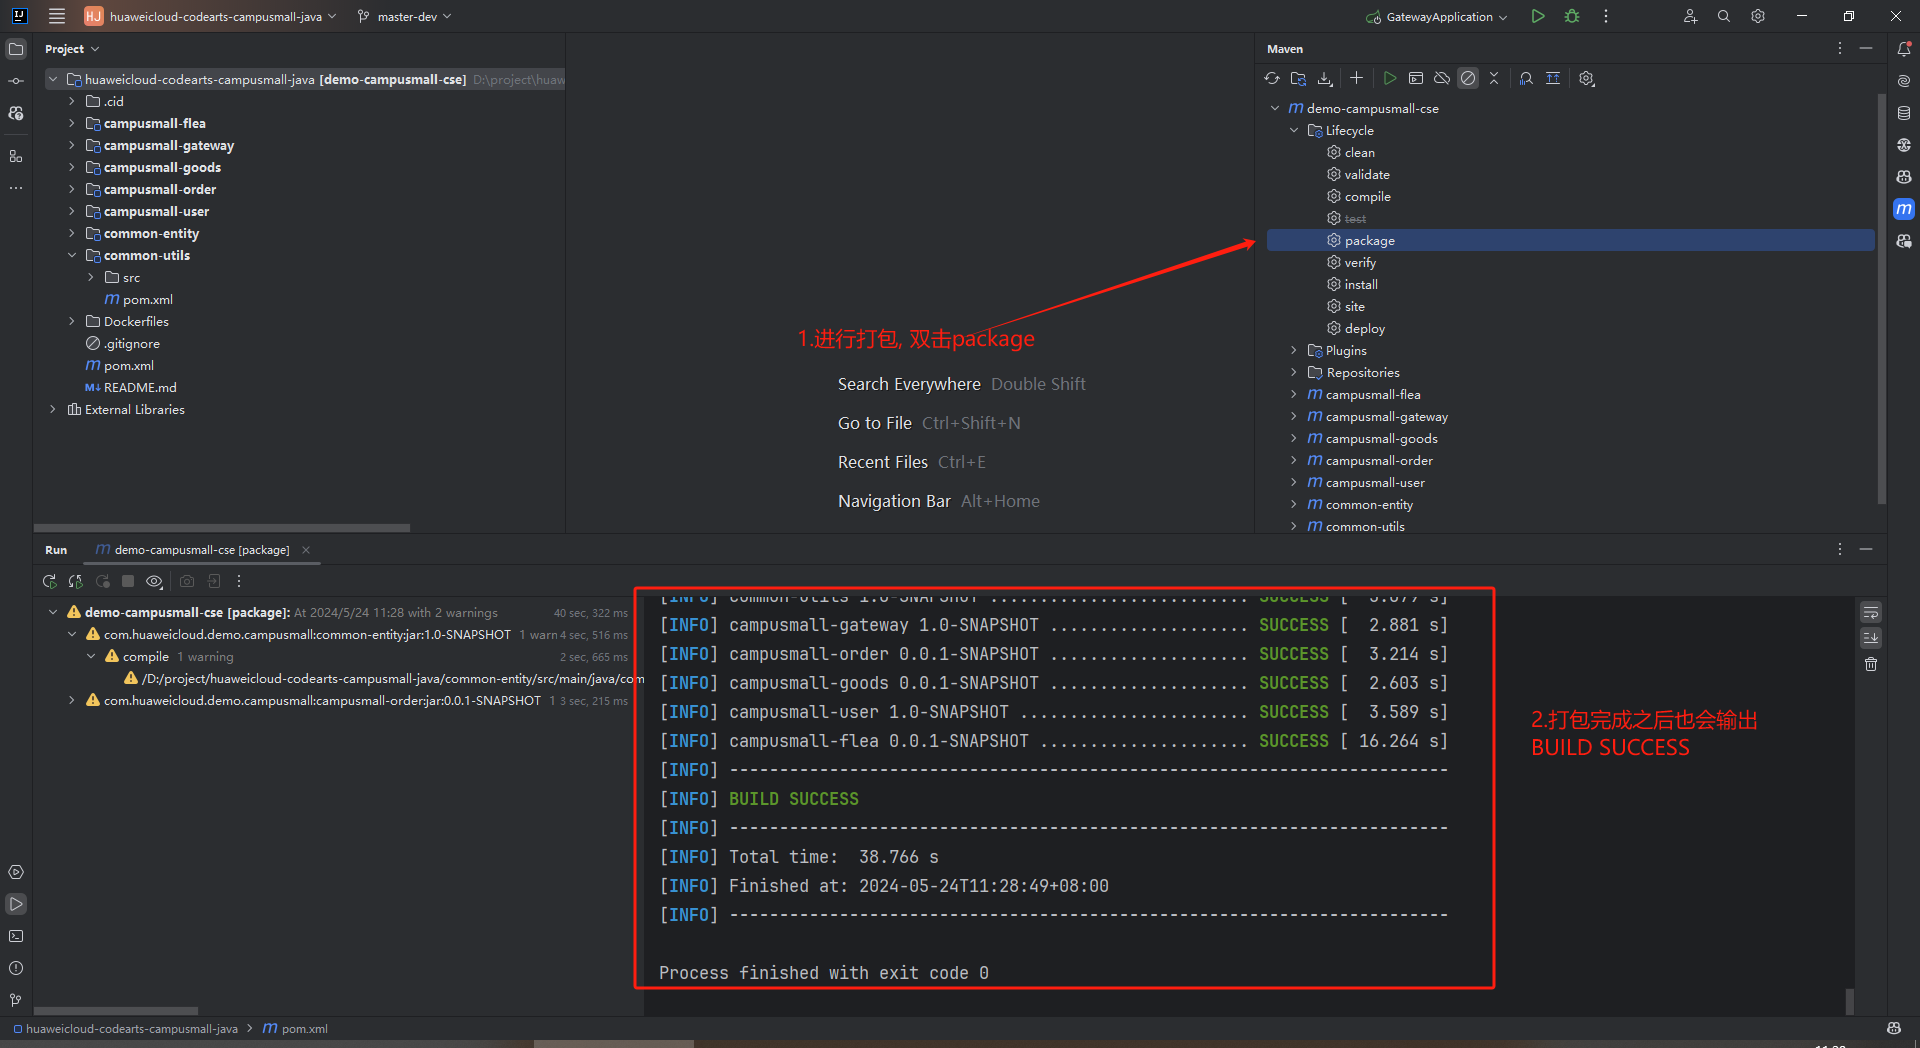 HJ huaweicloud-codearts-campusmall-java master-dev GatewayApplication
Project
huaweicloud-codearts-campusmall-java [demo-campusmall-cse] D:\project\huaw
.cid
campusmall-flea
campusmall-gateway
campusmall-goods
campusmall-order
campusmall-user
common-entity
common-utils
src
pom.xml
Dockerfiles
.gitignore
pom.xml
README.md
External Libraries
1.进行打包, 双击package
Search Everywhere Double Shift
Go to File Ctrl+Shift+N
Recent Files Ctrl+E
Navigation Bar Alt+Home
Maven
demo-campusmall-cse
Lifecycle
clean
validate
compile
test
package
verify
install
site
deploy
Plugins
Repositories
campusmall-flea
campusmall-gateway
campusmall-goods
campusmall-order
campusmall-user
common-entity
common-utils
Run demo-campusmall-cse [package]
demo-campusmall-cse [package]: At 2024/5/24 11:28 with 2 warnings 40 sec, 322 ms
com.huaweicloud.demo.campusmall:common-entity:jar:1.0-SNAPSHOT 1 warn 4 sec, 516 ms
compile 1 warning 2 sec, 665 ms
/D:/project/huaweicloud-codearts-campusmall-java/common-entity/src/main/java/com
com.huaweicloud.demo.campusmall:campusmall-order:jar:0.0.1-SNAPSHOT 1 3 sec, 215 ms
[INFO] common-utils 1.0-SNAPSHOT .......................... SUCCESS [ 3.079 s]
[INFO] campusmall-gateway 1.0-SNAPSHOT .................... SUCCESS [ 2.881 s]
[INFO] campusmall-order 0.0.1-SNAPSHOT .................... SUCCESS [ 3.214 s]
[INFO] campusmall-goods 0.0.1-SNAPSHOT .................... SUCCESS [ 2.603 s]
[INFO] campusmall-user 1.0-SNAPSHOT ....................... SUCCESS [ 3.589 s]
[INFO] campusmall-flea 0.0.1-SNAPSHOT ..................... SUCCESS [ 16.264 s]
[INFO] ------------------------------------------------------------------------
[INFO] BUILD SUCCESS
[INFO] ------------------------------------------------------------------------
[INFO] Total time:  38.766 s
[INFO] Finished at: 2024-05-24T11:28:49+08:00
[INFO] ------------------------------------------------------------------------
Process finished with exit code 0
2.打包完成之后也会输出
BUILD SUCCESS
huaweicloud-codearts-campusmall-java > pom.xml